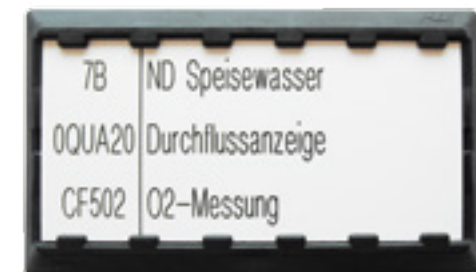 7B ND Speisewasser
0QUA20 Durchflussanzeige
CF502 O2-Messung